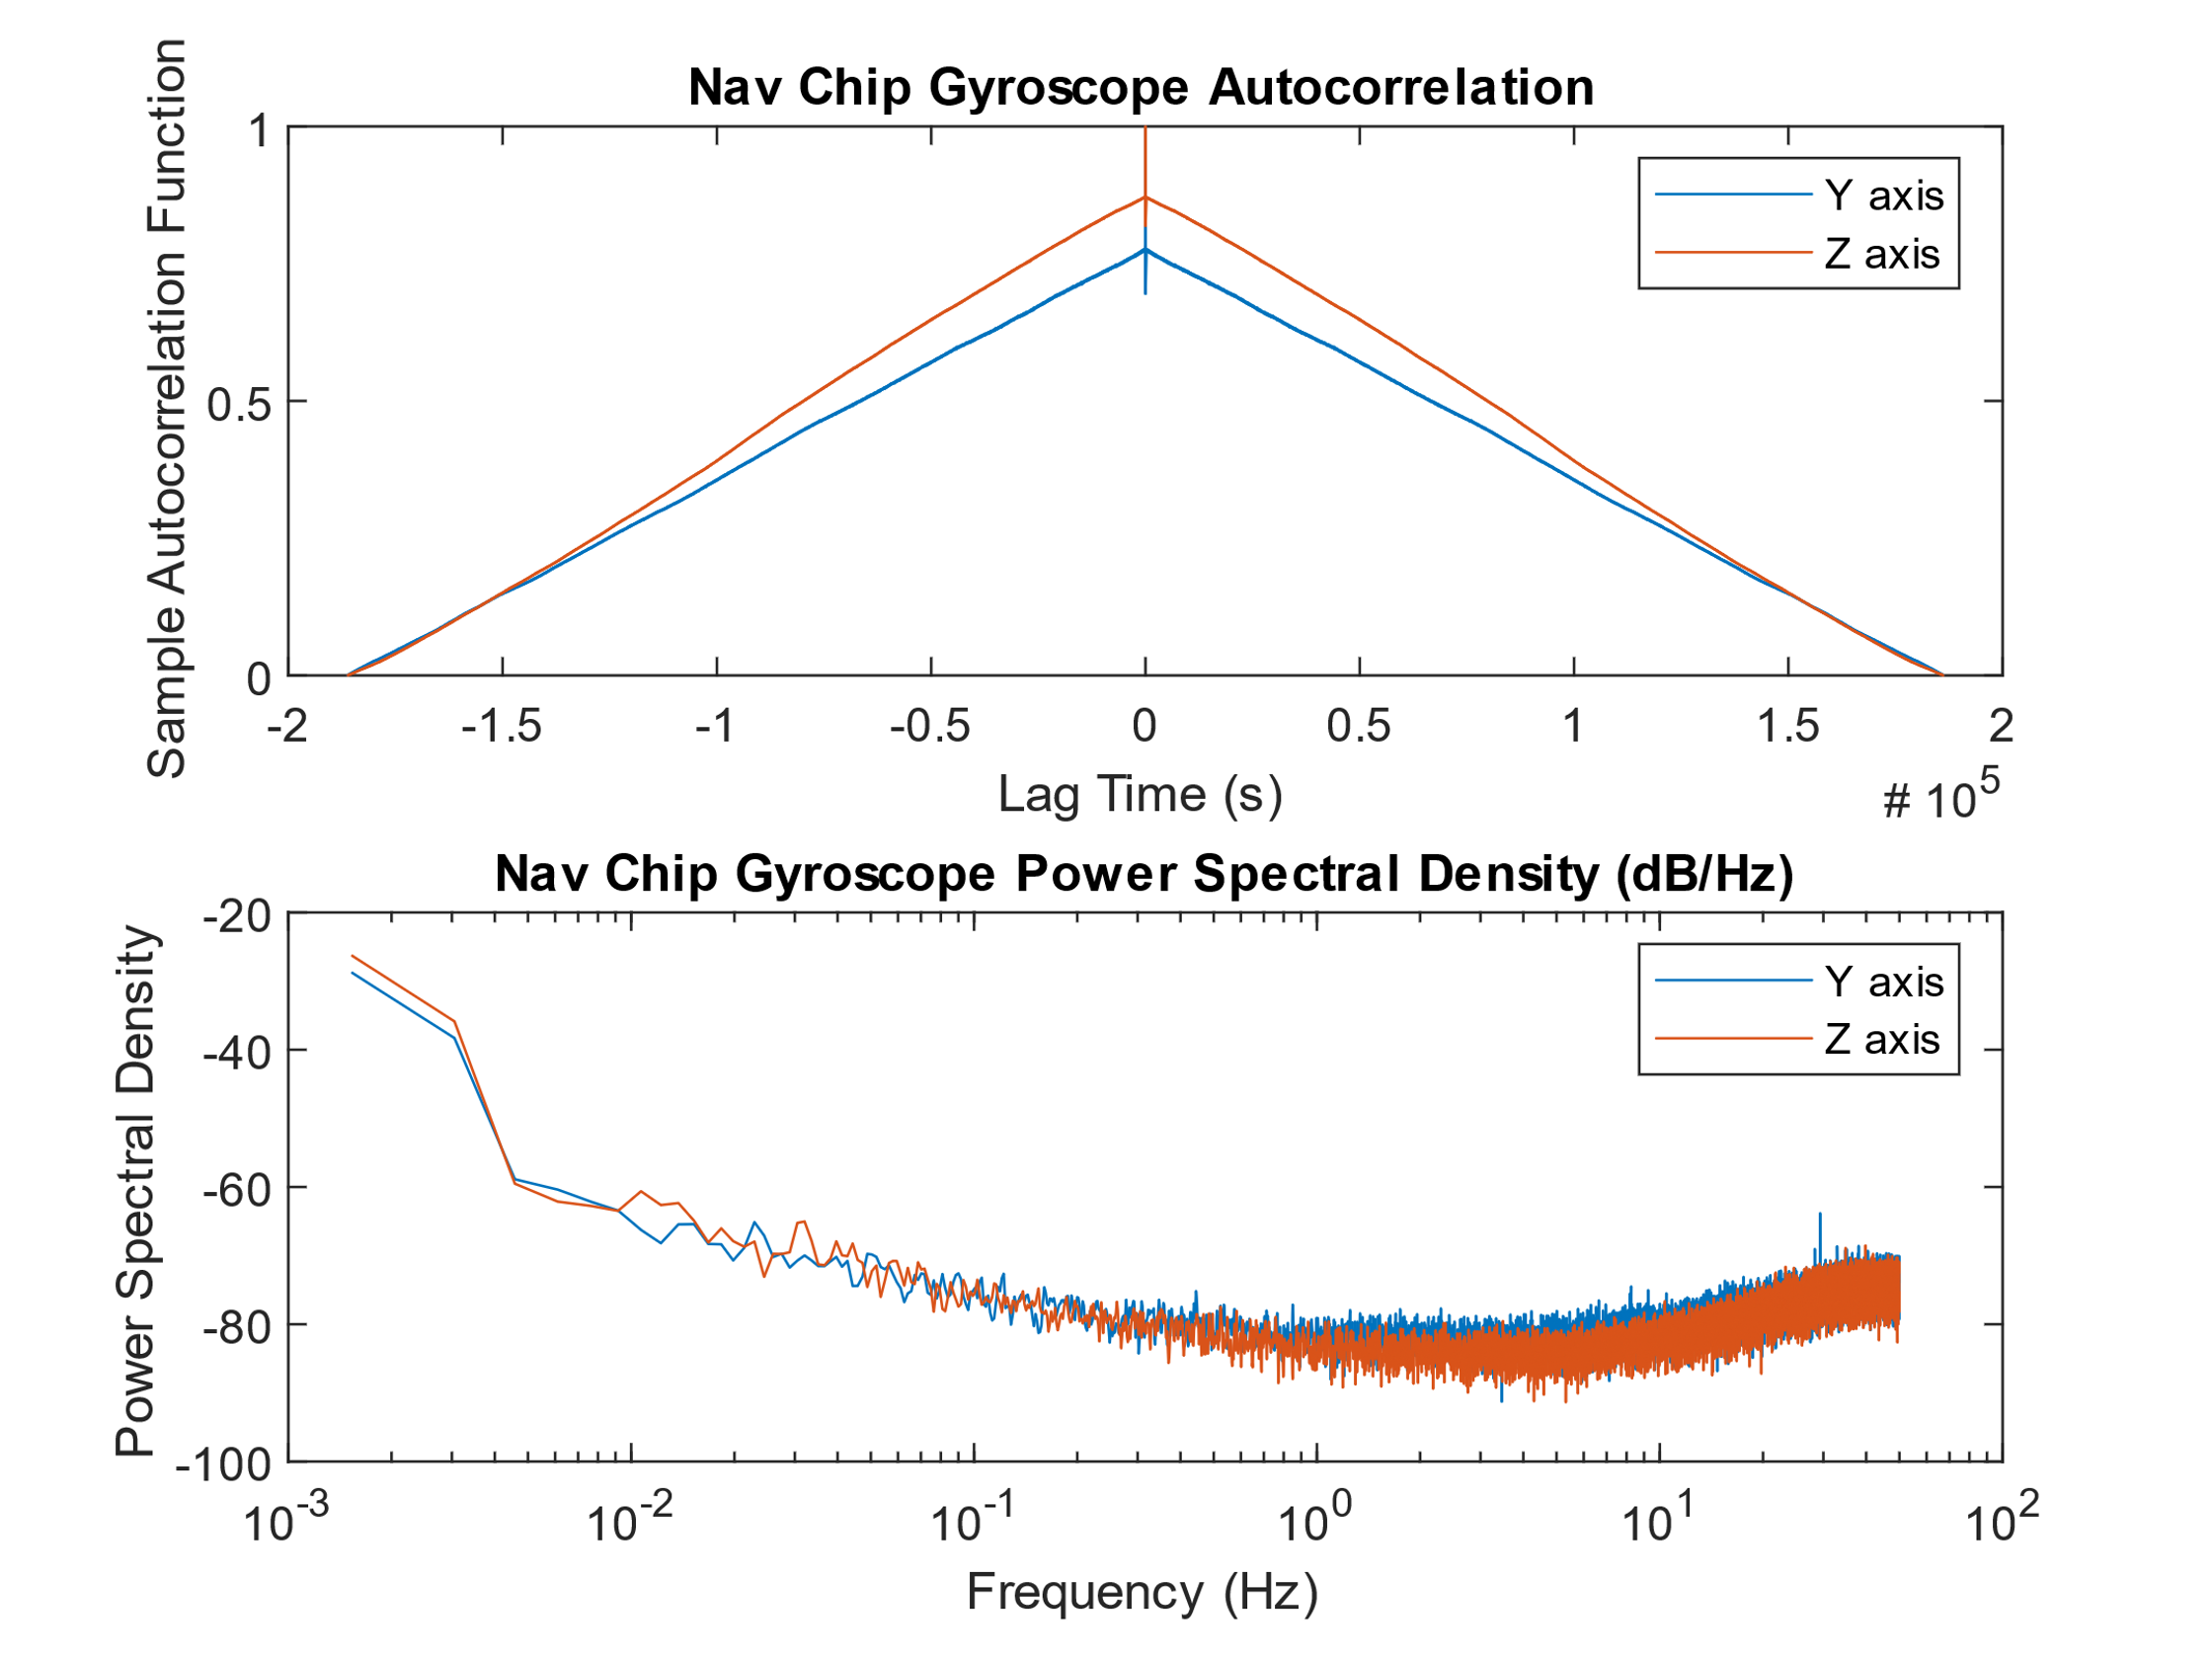 Nav Chip Gyroscope Autocorrelation
Sample Autocorrelation Function
1
0.5
0
Y axis
Z axis
-2 -1.5 -1 -0.5 0 0.5 1 1.5 2
Lag Time (s)
# 10^5
Nav Chip Gyroscope Power Spectral Density (dB/Hz)
Power Spectral Density
-20
-40
-60
-80
-100
Y axis
Z axis
10^-3 10^-2 10^-1 10^0 10^1 10^2
Frequency (Hz)